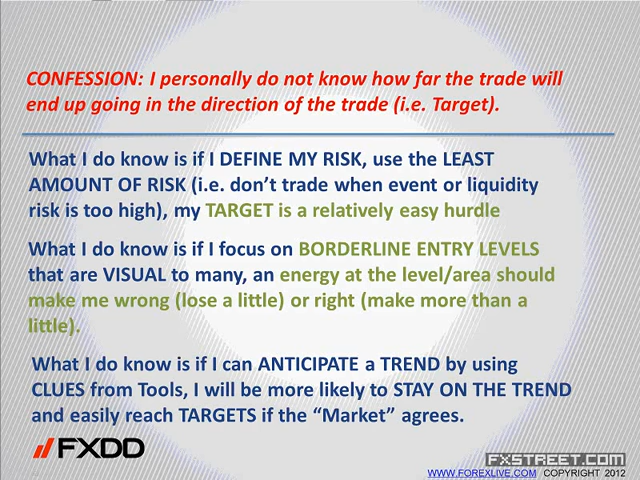 CONFESSION: I personally do not know how far the trade will
end up going in the direction of the trade (i.e. Target).
What I do know is if I DEFINE MY RISK, use the LEAST
AMOUNT OF RISK (i.e. don't trade when event or liquidity
risk is too high), my TARGET is a relatively easy hurdle
What I do know is if I focus on BORDERLINE ENTRY LEVELS
that are VISUAL to many, an energy at the level/area should
make me wrong (lose a little) or right (make more than a
little).
What I do know is if I can ANTICIPATE a TREND by using
CLUES from Tools, I will be more likely to STAY ON THE TREND
and easily reach TARGETS if the “Market” agrees.
FXDD
FXSTREET.COM
WWW.FOREXLIVE.COM COPYRIGHT 2012